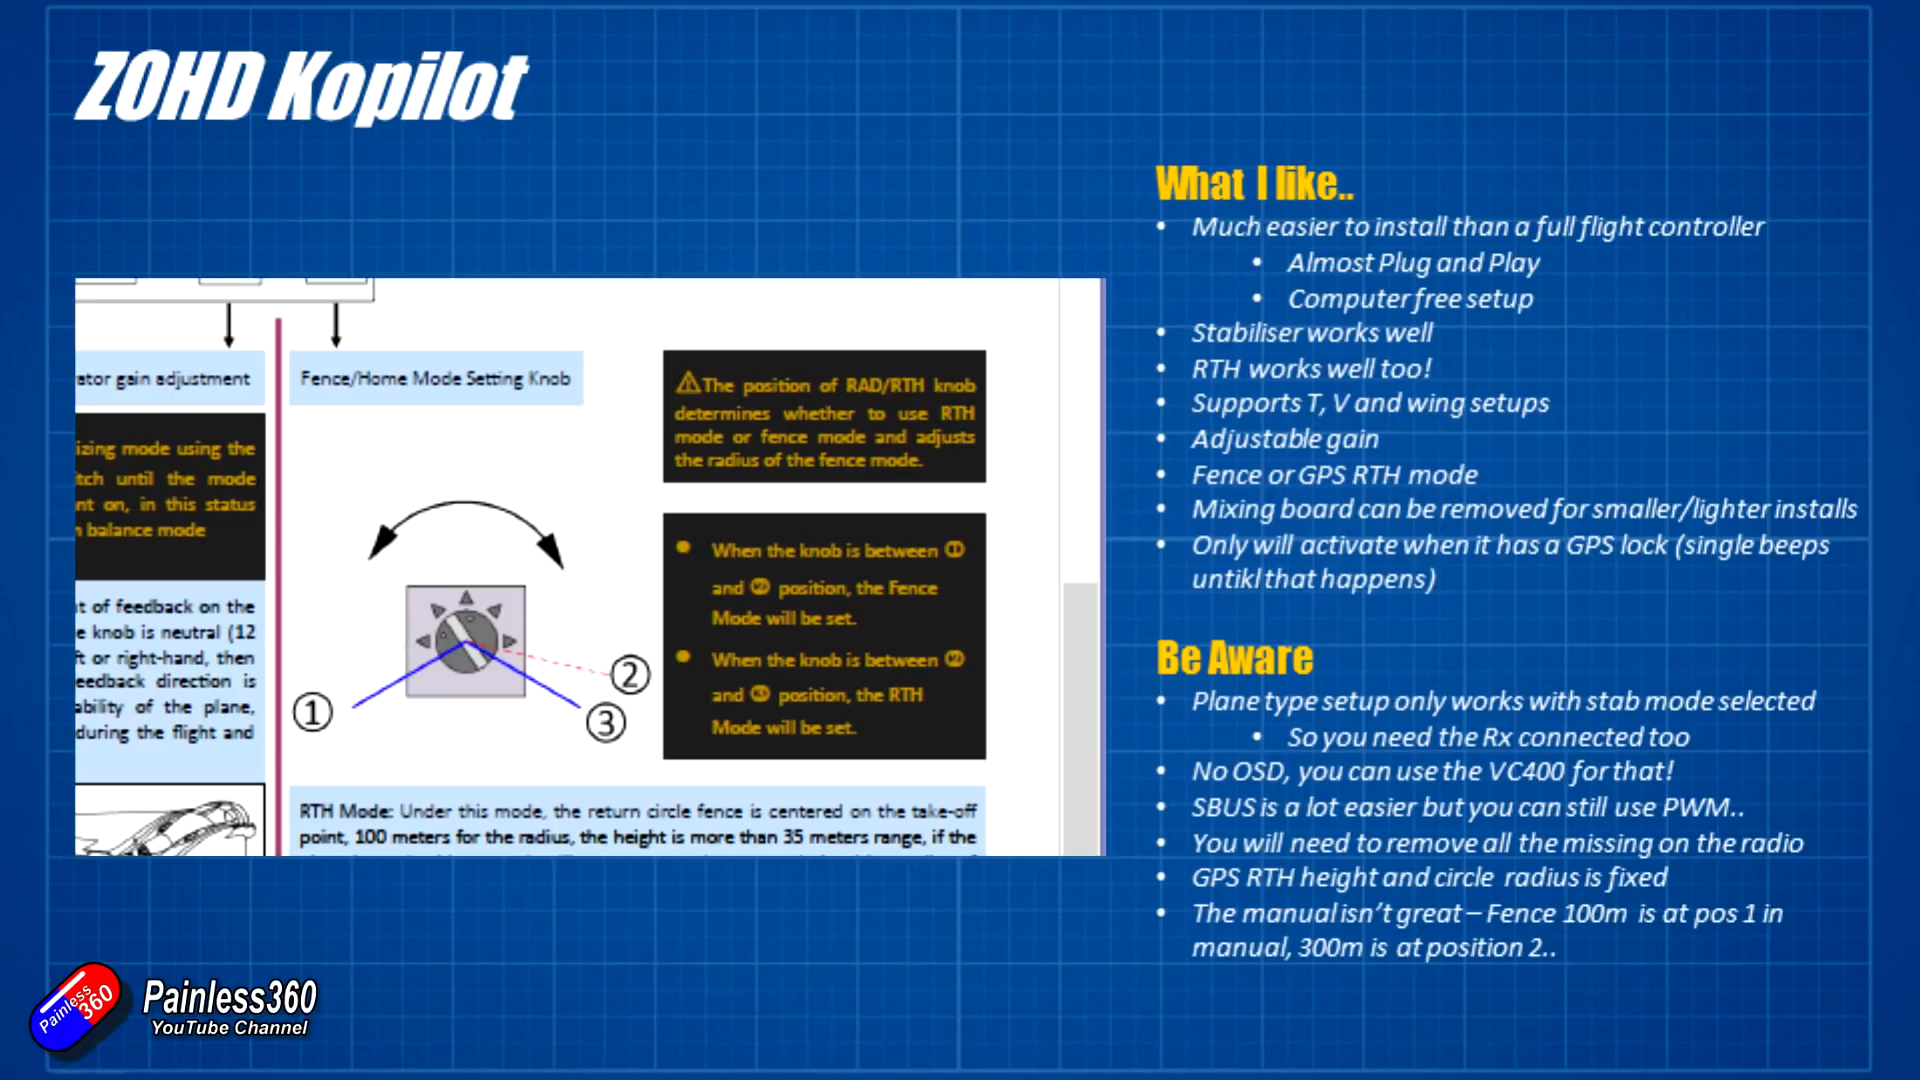 ZOHD Kopilot
ator gain adjustment
izing mode using the
tch until the mode
nt on, in this status
n balance mode
t of feedback on the
e knob is neutral (12
ft or right-hand, then
eedback direction is
ability of the plane,
during the flight and
Fence/Home Mode Setting Knob
①
②
③
⚠The position of RAD/RTH knob
determines whether to use RTH
mode or fence mode and adjusts
the radius of the fence mode.
● When the knob is between ①
and ② position, the Fence
Mode will be set.
● When the knob is between ②
and ③ position, the RTH
Mode will be set.
RTH Mode: Under this mode, the return circle fence is centered on the take-off
point, 100 meters for the radius, the height is more than 35 meters range, if the
What I like..
• Much easier to install than a full flight controller
• Almost Plug and Play
• Computer free setup
• Stabiliser works well
• RTH works well too!
• Supports T, V and wing setups
• Adjustable gain
• Fence or GPS RTH mode
• Mixing board can be removed for smaller/lighter installs
• Only will activate when it has a GPS lock (single beeps
untikl that happens)
Be Aware
• Plane type setup only works with stab mode selected
• So you need the Rx connected too
• No OSD, you can use the VC400 for that!
• SBUS is a lot easier but you can still use PWM..
• You will need to remove all the missing on the radio
• GPS RTH height and circle radius is fixed
• The manual isn't great – Fence 100m is at pos 1 in
manual, 300m is at position 2..
Painless
360
Painless360
YouTube Channel